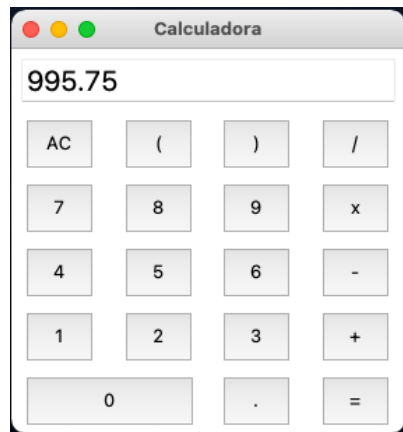 Calculadora
995.75
AC ( ) /
7 8 9 x
4 5 6 -
1 2 3 +
0 . =